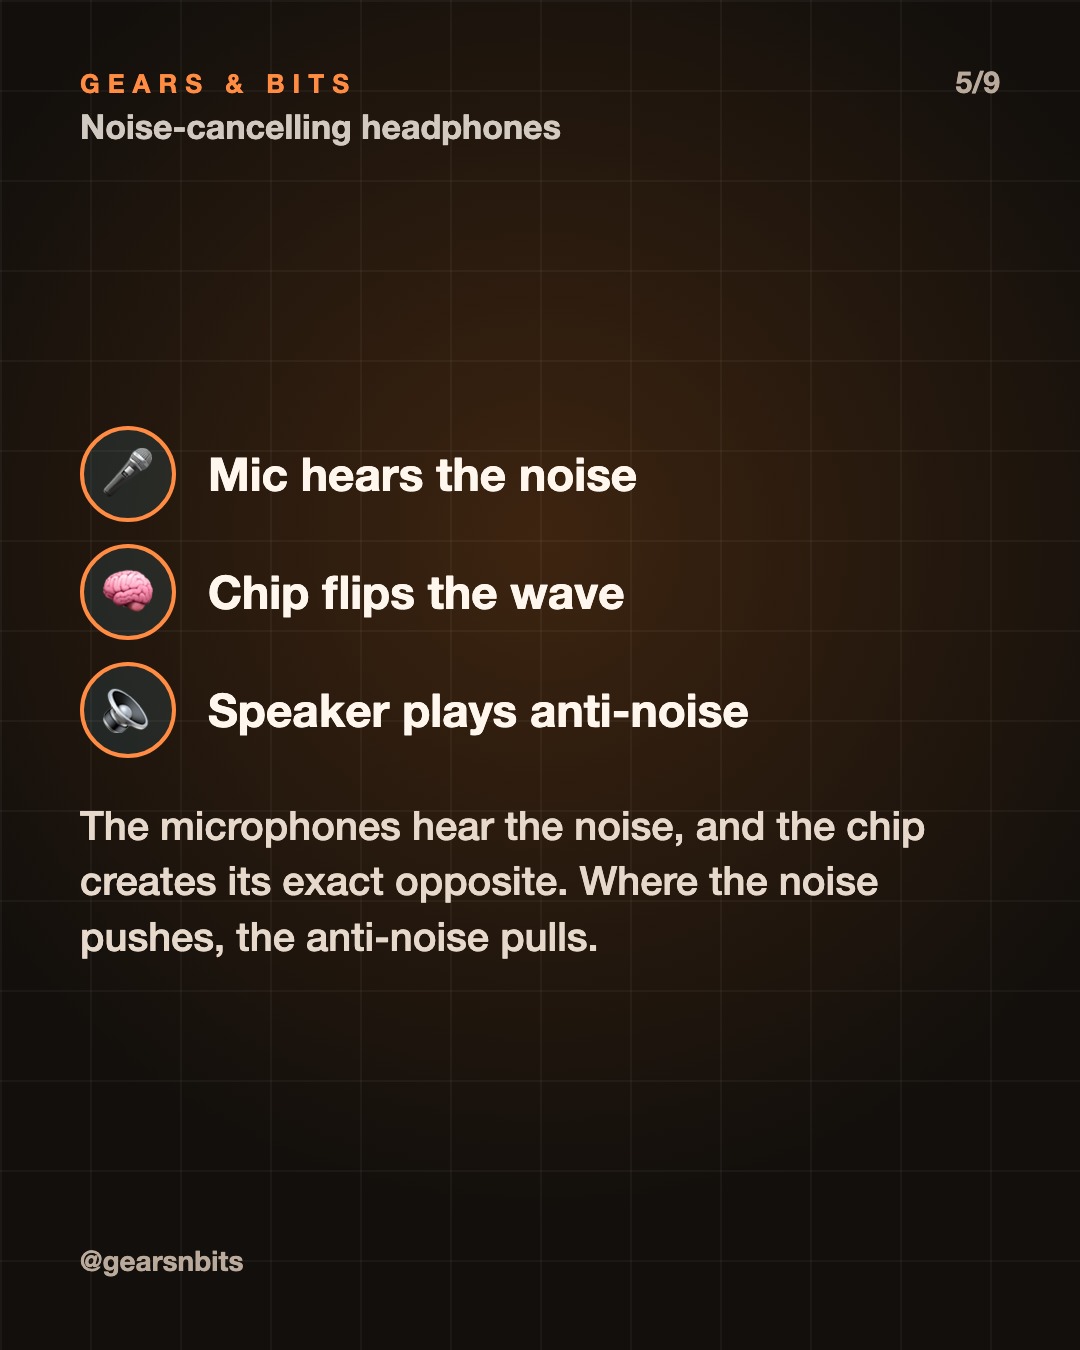 GEARS & BITS
5/9
Noise-cancelling headphones
Mic hears the noise
Chip flips the wave
Speaker plays anti-noise
The microphones hear the noise, and the chip
creates its exact opposite. Where the noise
pushes, the anti-noise pulls.
@gearsnbits